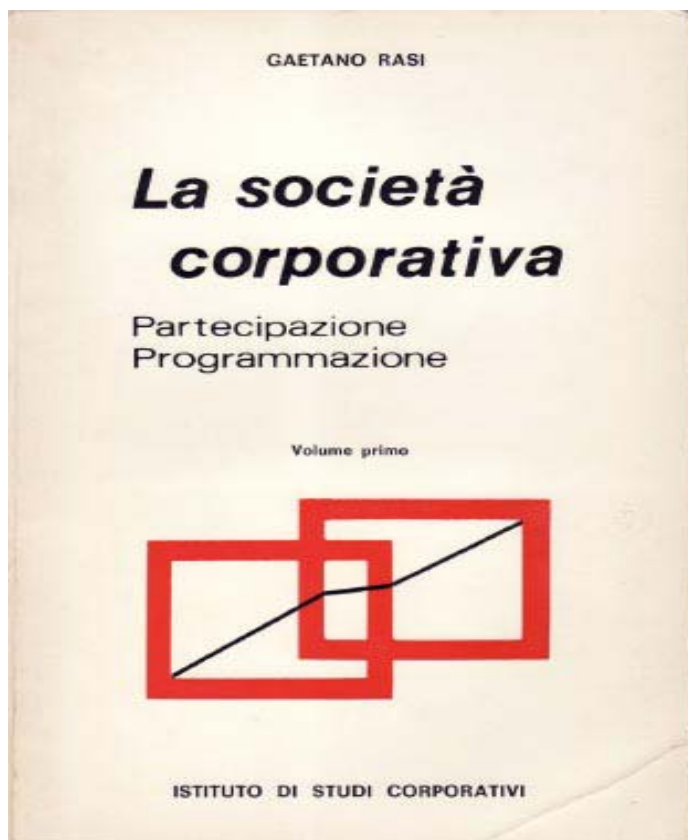 GAETANO RASI
La società
corporativa
Partecipazione
Programmazione
Volume primo
ISTITUTO DI STUDI CORPORATIVI